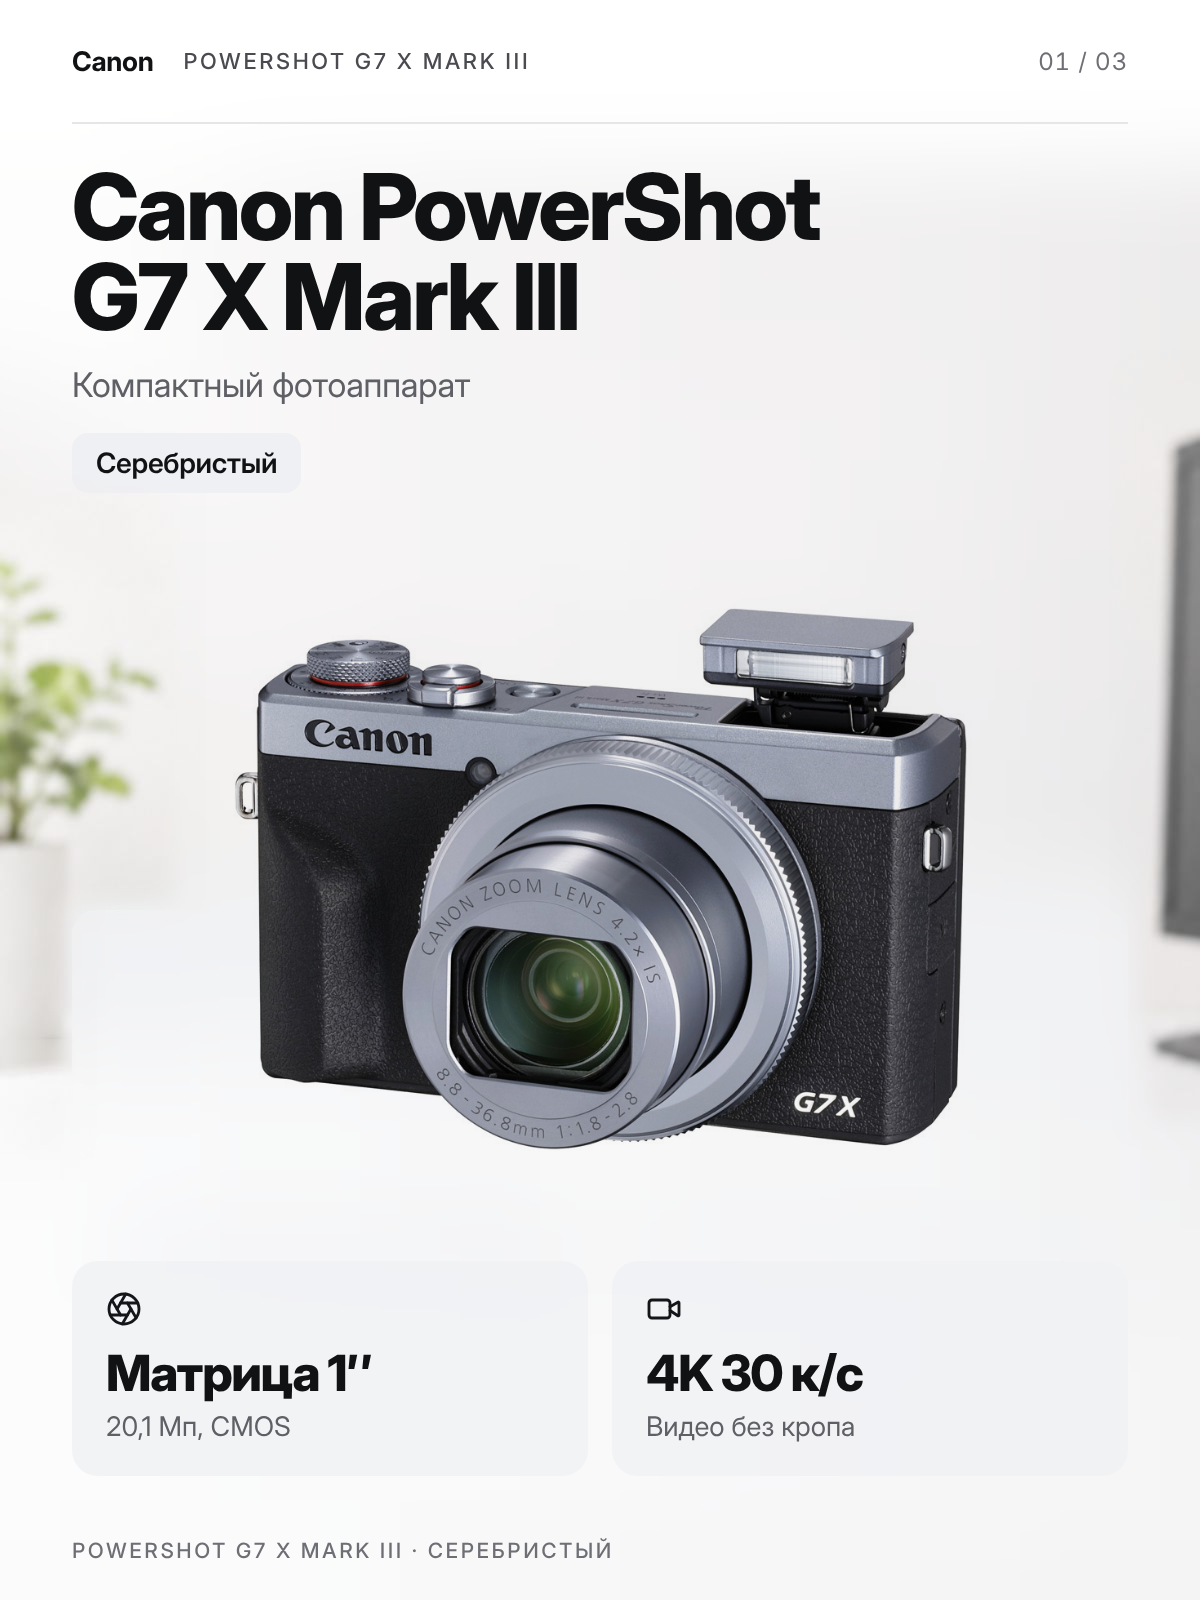 Canon POWERSHOT G7 X MARK III 01 / 03
Canon PowerShot
G7 X Mark III
Компактный фотоаппарат
Серебристый
Canon
CANON ZOOM LENS 4.2x IS
8.8-36.8mm 1:1.8-2.8
G7X
Матрица 1″
20,1 Мп, CMOS
4K 30 к/с
Видео без кропа
POWERSHOT G7 X MARK III · СЕРЕБРИСТЫЙ